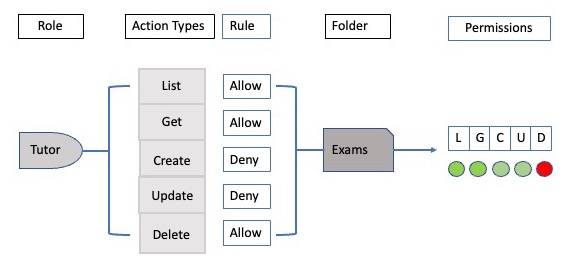 Role Action Types Rule Folder Permissions
List Allow
Get Allow
Tutor Create Deny Exams L G C U D
Update Deny
Delete Allow